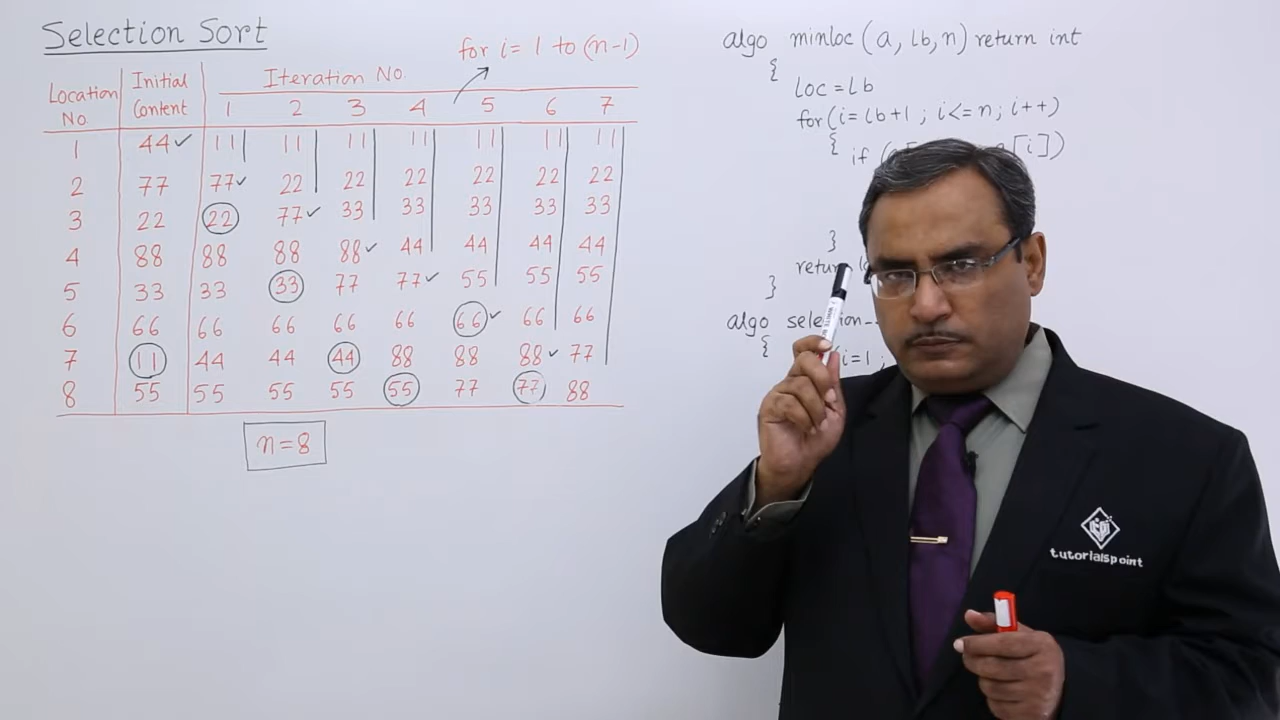 Selection Sort
for i = 1 to (n-1)
Location No.
Initial Content
Iteration No.
1 2 3 4 5 6 7
1 44✓ 11 11 11 11 11 11 11
2 77 77✓ 22 22 22 22 22 22
3 22 22 77✓ 33 33 33 33 33
4 88 88 88 88✓ 44 44 44 44
5 33 33 33 77 77✓ 55 55 55
6 66 66 66 66 66 66✓ 66 66
7 11 44 44 44 88 88 88✓ 77
8 55 55 55 55 55 77 77 88
n = 8
algo minloc (a, lb, n) return int
{
loc = lb
for (i = lb+1 ; i <= n ; i++)
{ if ( [i])
}
return
}
algo selection
{ i=1 ;
tutorialspoint